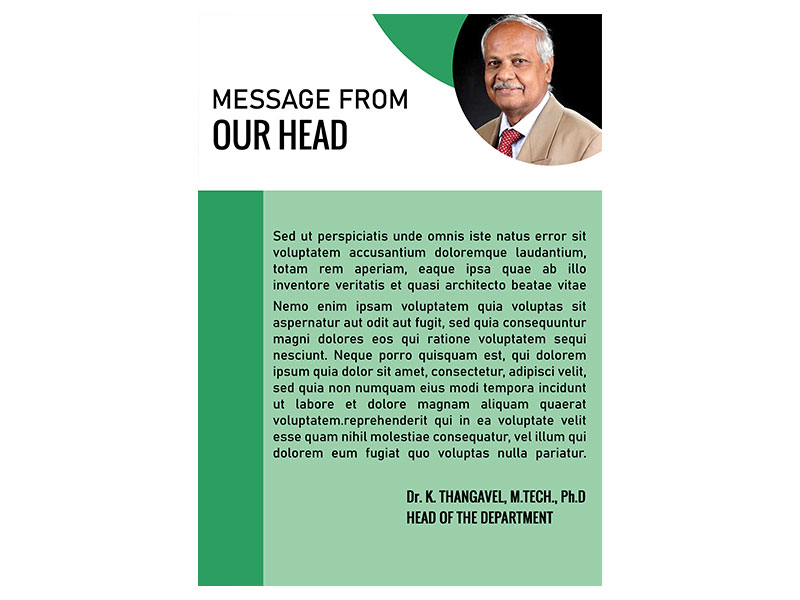 MESSAGE FROM
OUR HEAD
Sed ut perspiciatis unde omnis iste natus error sit
voluptatem accusantium doloremque laudantium,
totam rem aperiam, eaque ipsa quae ab illo
inventore veritatis et quasi architecto beatae vitae
Nemo enim ipsam voluptatem quia voluptas sit
aspernatur aut odit aut fugit, sed quia consequuntur
magni dolores eos qui ratione voluptatem sequi
nesciunt. Neque porro quisquam est, qui dolorem
ipsum quia dolor sit amet, consectetur, adipisci velit,
sed quia non numquam eius modi tempora incidunt
ut labore et dolore magnam aliquam quaerat
voluptatem.reprehenderit qui in ea voluptate velit
esse quam nihil molestiae consequatur, vel illum qui
dolorem eum fugiat quo voluptas nulla pariatur.
Dr. K. THANGAVEL, M.TECH., Ph.D
HEAD OF THE DEPARTMENT